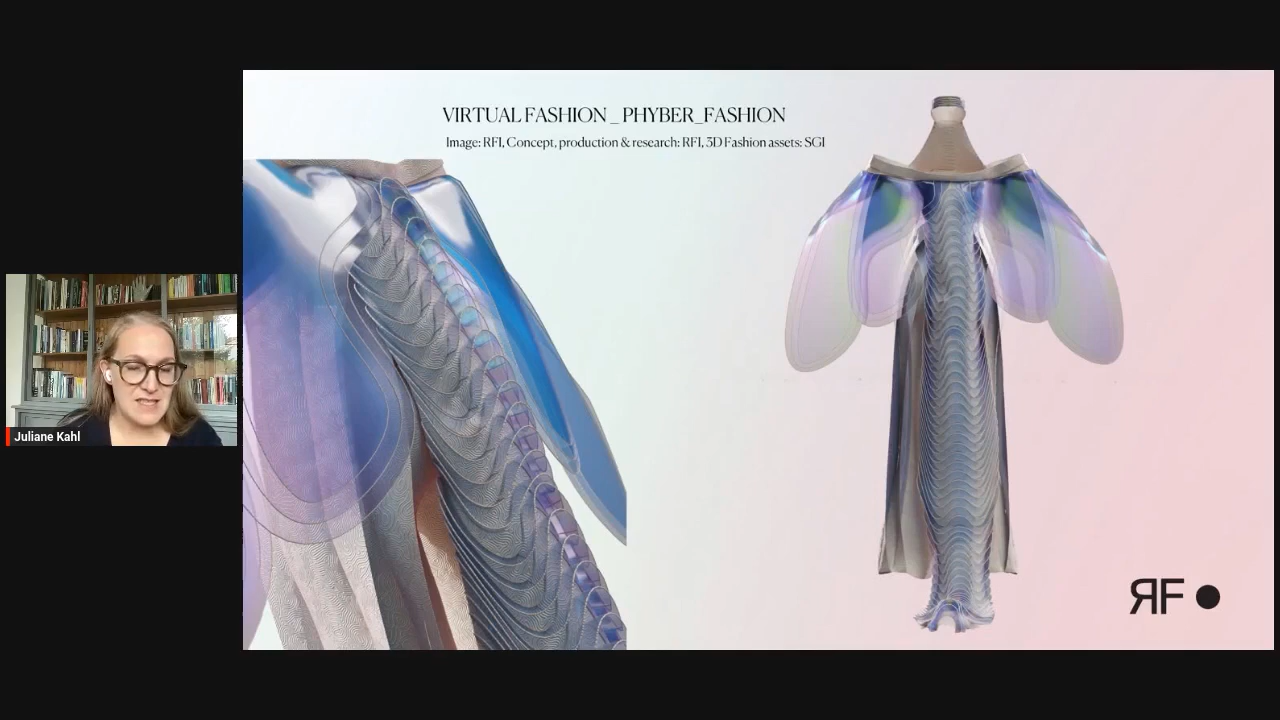 VIRTUAL FASHION _ PHYBER_FASHION
Image: RFI, Concept, production & research: RFI, 3D Fashion assets: SGI
Juliane Kahl
ЯF